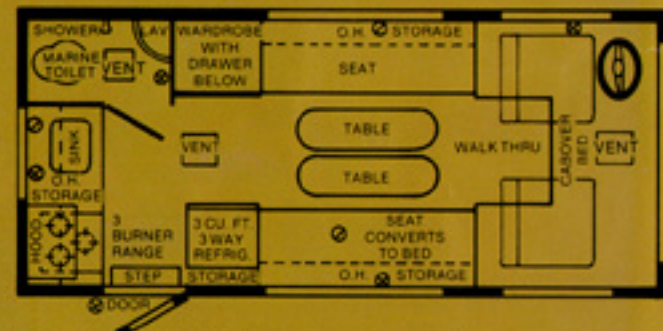 SHOWER
LAV
MARINE
TOILET
VENT
WARDROBE
WITH
DRAWER
BELOW
O.H. STORAGE
SEAT
SINK
O.H.
STORAGE
HOOD
3
BURNER
RANGE
STEP
DOOR
VENT
TABLE
TABLE
3 CU. FT.
3 WAY
REFRIG.
STORAGE
SEAT
CONVERTS
TO BED
O.H. STORAGE
WALK THRU
CABOVER
BED
VENT